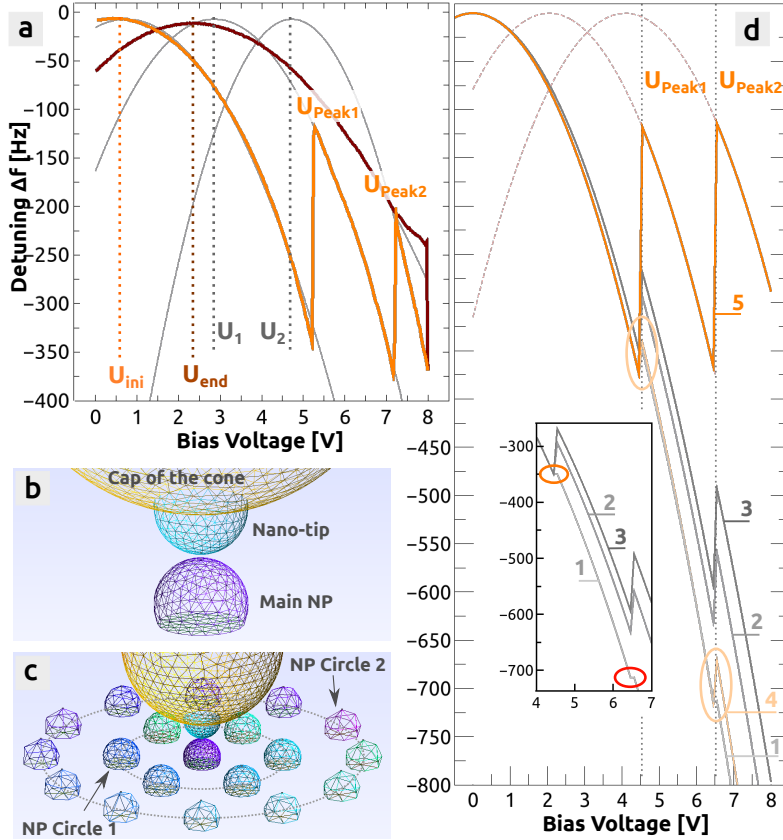 a
0
−50
−100
−150
−200
−250
−300
−350
−400
Detuning Δf [Hz]
U_Peak1
U_Peak2
U_1
U_2
U_ini
U_end
0 1 2 3 4 5 6 7 8
Bias Voltage [V]
b
Cap of the cone
Nano-tip
Main NP
c
NP Circle 2
NP Circle 1
d
U_Peak1
U_Peak2
5
−450
−500
−550
−600
−650
−700
−750
−800
3
2
4
1
−300
−400
−500
−600
−700
2
3
1
4 5 6 7
0 1 2 3 4 5 6 7 8
Bias Voltage [V]